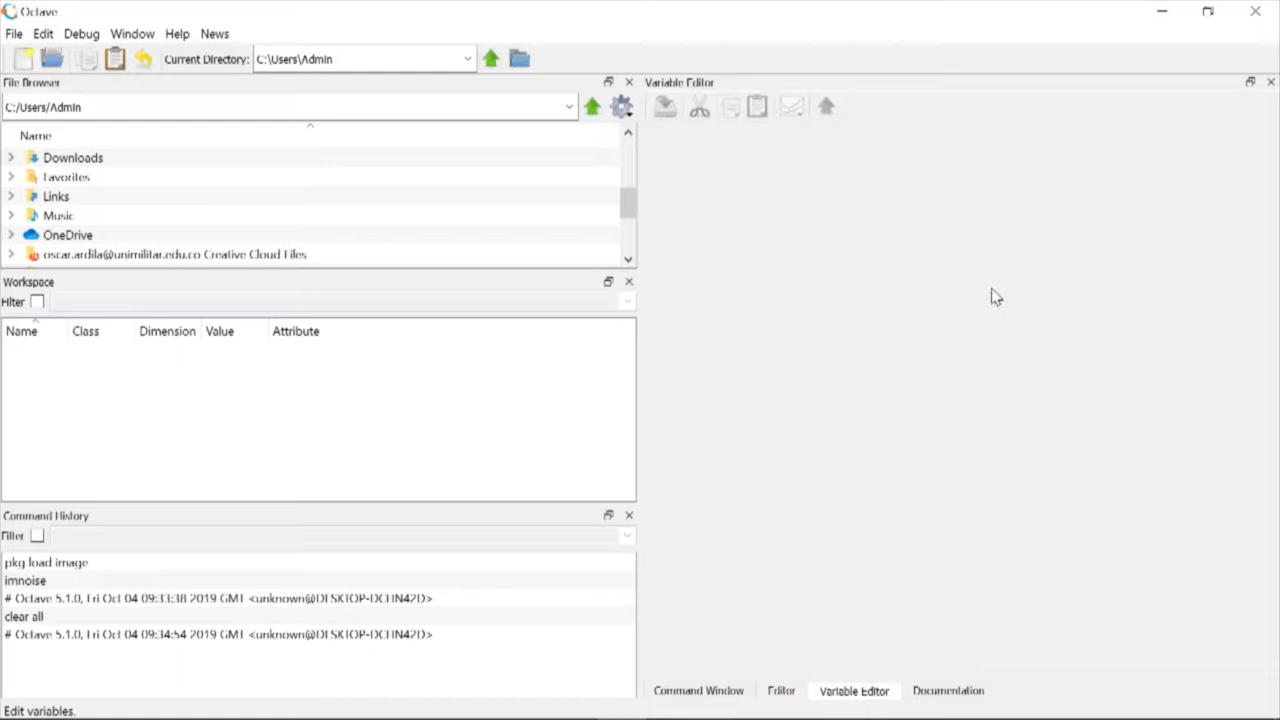 Octave
File Edit Debug Window Help News
Current Directory: C:\Users\Admin
File Browser
Variable Editor
C:/Users/Admin
Name
Downloads
Favorites
Links
Music
OneDrive
oscar.ardila@unimilitar.edu.co Creative Cloud Files
Workspace
Filter
Name Class Dimension Value Attribute
Command History
Filter
pkg load image
imnoise
# Octave 5.1.0, Fri Oct 04 09:33:38 2019 GMT <unknown@DESKTOP-DCHN42D>
clear all
# Octave 5.1.0, Fri Oct 04 09:34:54 2019 GMT <unknown@DESKTOP-DCHN42D>
Command Window Editor Variable Editor Documentation
Edit variables.